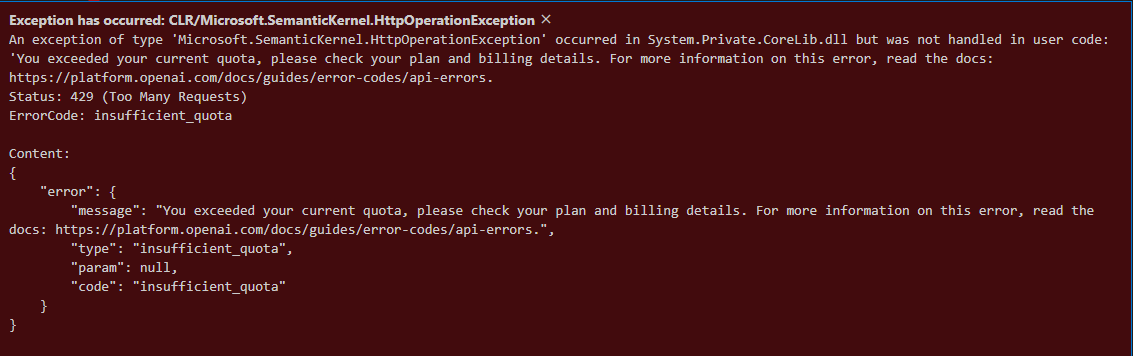 Exception has occurred: CLR/Microsoft.SemanticKernel.HttpOperationException ×
An exception of type 'Microsoft.SemanticKernel.HttpOperationException' occurred in System.Private.CoreLib.dll but was not handled in user code:
'You exceeded your current quota, please check your plan and billing details. For more information on this error, read the docs:
https://platform.openai.com/docs/guides/error-codes/api-errors.
Status: 429 (Too Many Requests)
ErrorCode: insufficient_quota

Content:
{
    "error": {
        "message": "You exceeded your current quota, please check your plan and billing details. For more information on this error, read the
docs: https://platform.openai.com/docs/guides/error-codes/api-errors.",
        "type": "insufficient_quota",
        "param": null,
        "code": "insufficient_quota"
    }
}